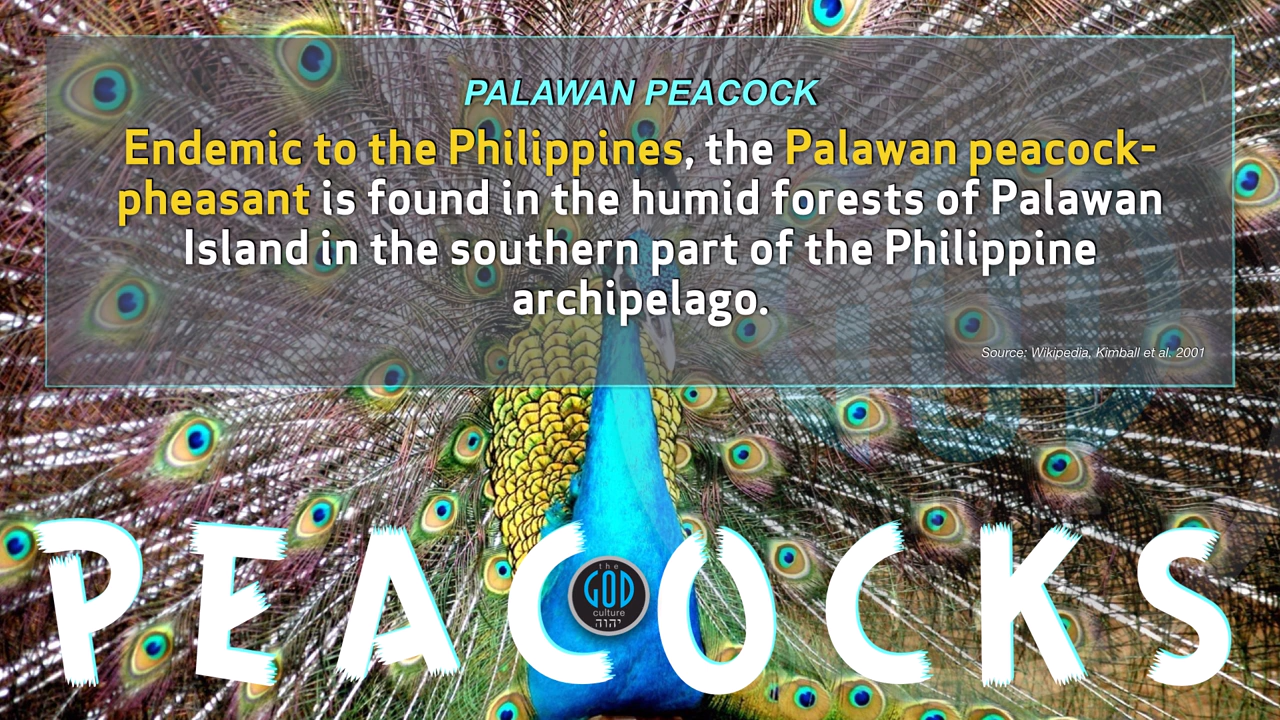 PALAWAN PEACOCK
Endemic to the Philippines, the Palawan peacock-
pheasant is found in the humid forests of Palawan
Island in the southern part of the Philippine
archipelago.
Source: Wikipedia, Kimball et al. 2001
PEACOCKS
the
GOD
culture
יהוה